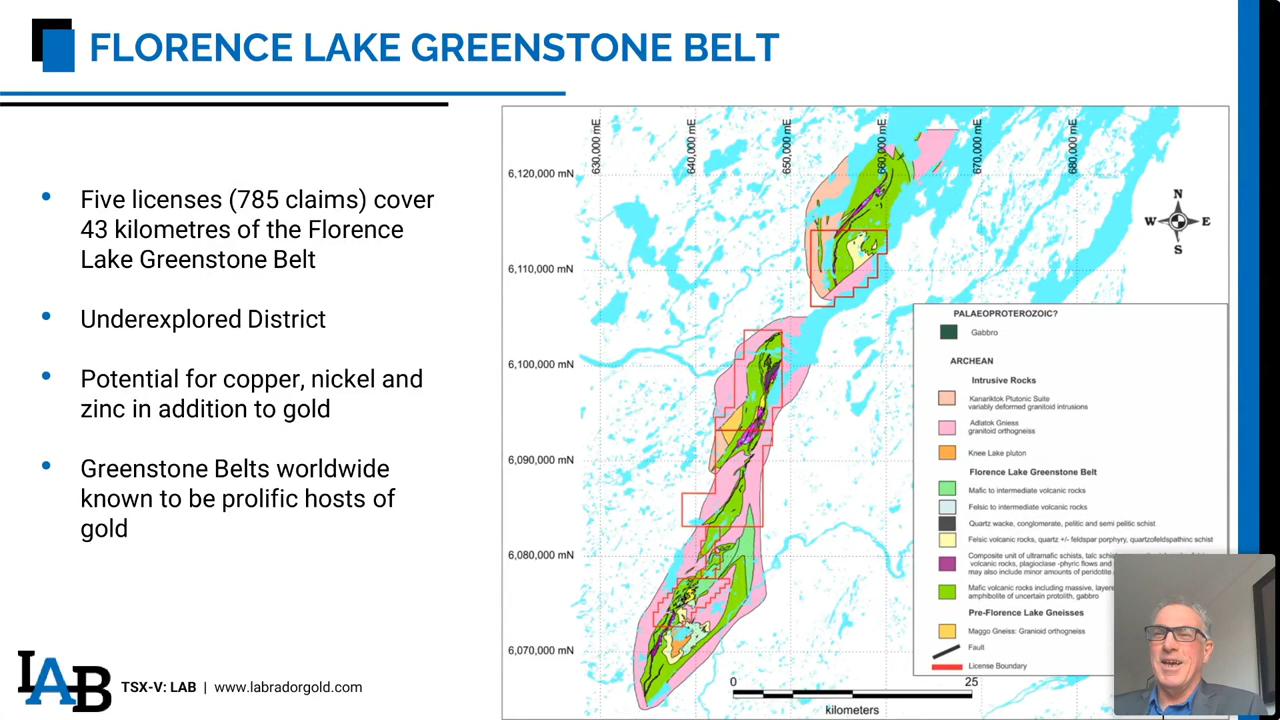 FLORENCE LAKE GREENSTONE BELT
• Five licenses (785 claims) cover
43 kilometres of the Florence
Lake Greenstone Belt
• Underexplored District
• Potential for copper, nickel and
zinc in addition to gold
• Greenstone Belts worldwide
known to be prolific hosts of
gold
630,000 mE
640,000 mE
650,000 mE
660,000 mE
670,000 mE
680,000 mE
6,120,000 mN
6,110,000 mN
6,100,000 mN
6,090,000 mN
6,080,000 mN
6,070,000 mN
N
W E
S
PALAEOPROTEROZOIC?
Gabbro
ARCHEAN
Intrusive Rocks
Kanariktok Plutonic Suite
variably deformed granitoid intrusions
Adlatok Gniess
granitoid orthogneiss
Knee Lake pluton
Florence Lake Greenstone Belt
Mafic to intermediate volcanic rocks
Felsic to intermediate volcanic rocks
Quartz wacke, conglomerate, pelitic and semi pelitic schist
Felsic volcanic rocks, quartz +/- feldspar porphyry, quartzofeldspathinc schist
Composite unit of ultramafic schists, talc
volcanic rocks, plagioclase -phyric flows and
may also include minor amounts of peridotite
Mafic volcanic rocks including massive,
amphibolite of uncertain protolith, gabbro
Pre-Florence Lake Gneisses
Maggo Gneiss: Granioid orthogneiss
Fault
License Boundary
0 25
kilometers
LAB
TSX-V: LAB | www.labradorgold.com